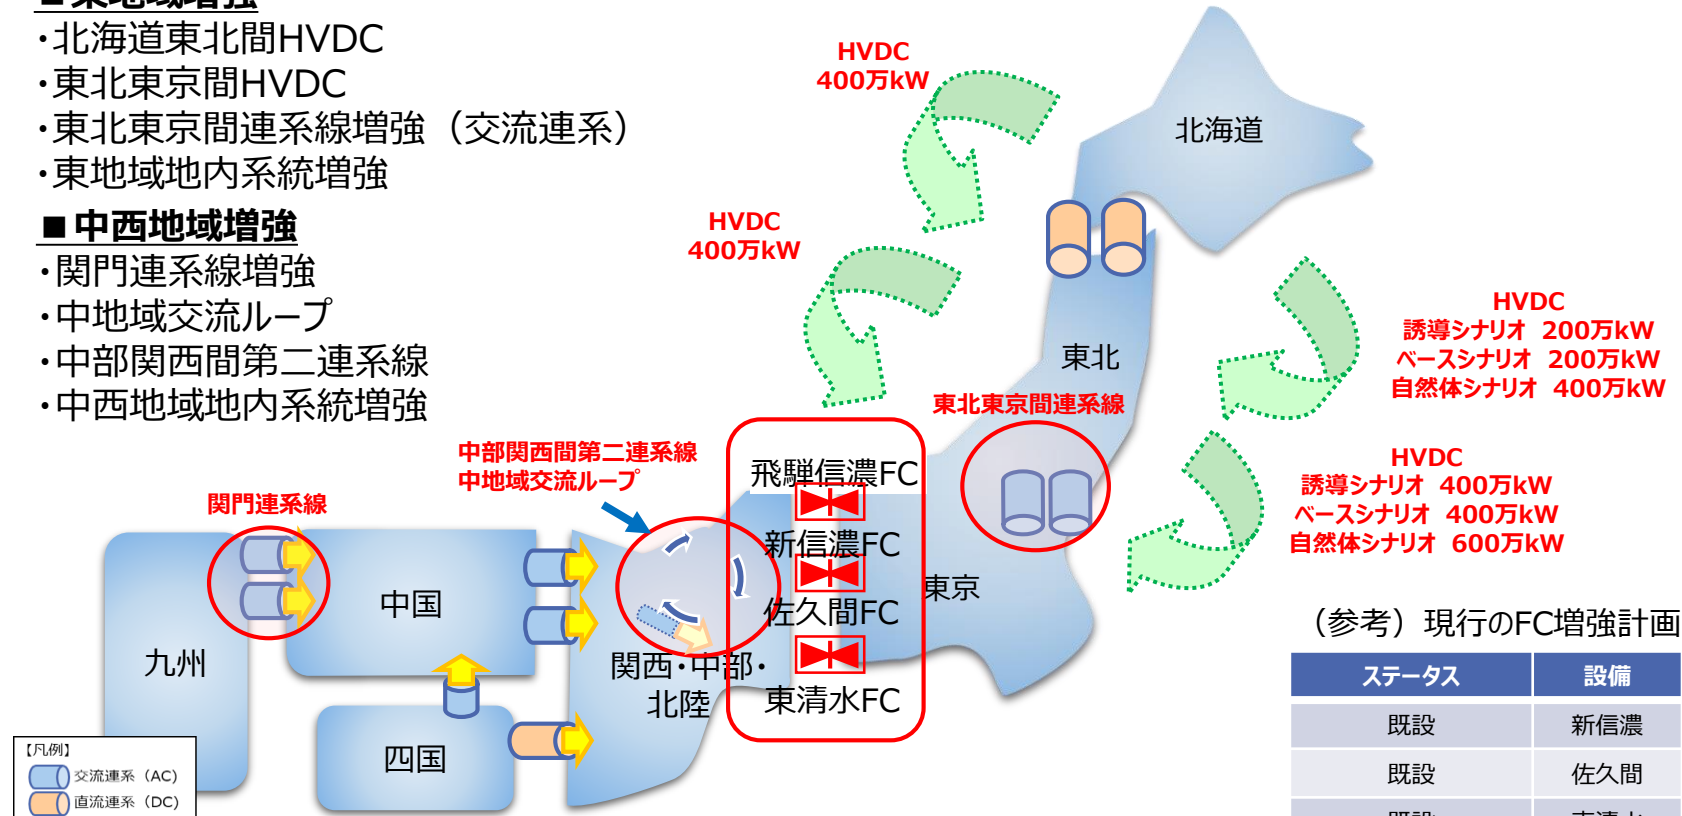 ■東地域増強
・北海道東北間HVDC
・東北東京間HVDC
・東北東京間連系線増強（交流連系）
・東地域地内系統増強
■中西地域増強
・関門連系線増強
・中地域交流ループ
・中部関西間第二連系線
・中西地域地内系統増強
HVDC
400万kW
HVDC
400万kW
北海道
東北
HVDC
誘導シナリオ 200万kW
ベースシナリオ 200万kW
自然体シナリオ 400万kW
東北東京間連系線
HVDC
誘導シナリオ 400万kW
ベースシナリオ 400万kW
自然体シナリオ 600万kW
中部関西間第二連系線
中地域交流ループ
関門連系線
飛騨信濃FC
新信濃FC
佐久間FC
東清水FC
東京
中国
九州
四国
関西・中部・
北陸
【凡例】
交流連系（AC）
直流連系（DC）
（参考）現行のFC増強計画
ステータス 設備
既設 新信濃
既設 佐久間
既設 東清水